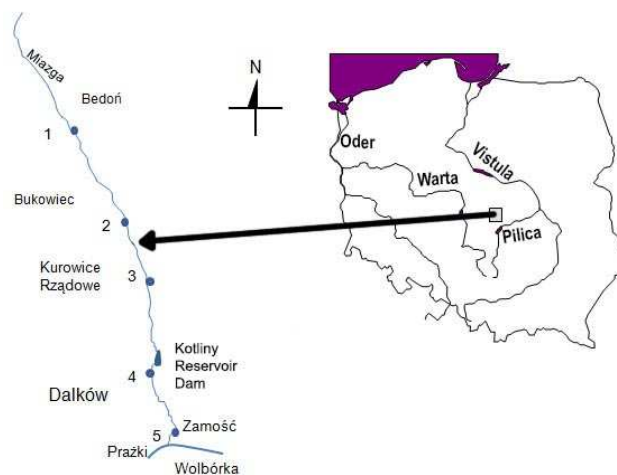 Miazga
Bedoń
1
Bukowiec
2
Kurowice
Rządowe
3
Kotliny
Reservoir
Dam
4
Dalków
5
Zamość
Prażki
Wolbórka
N
Oder
Warta
Vistula
Pilica